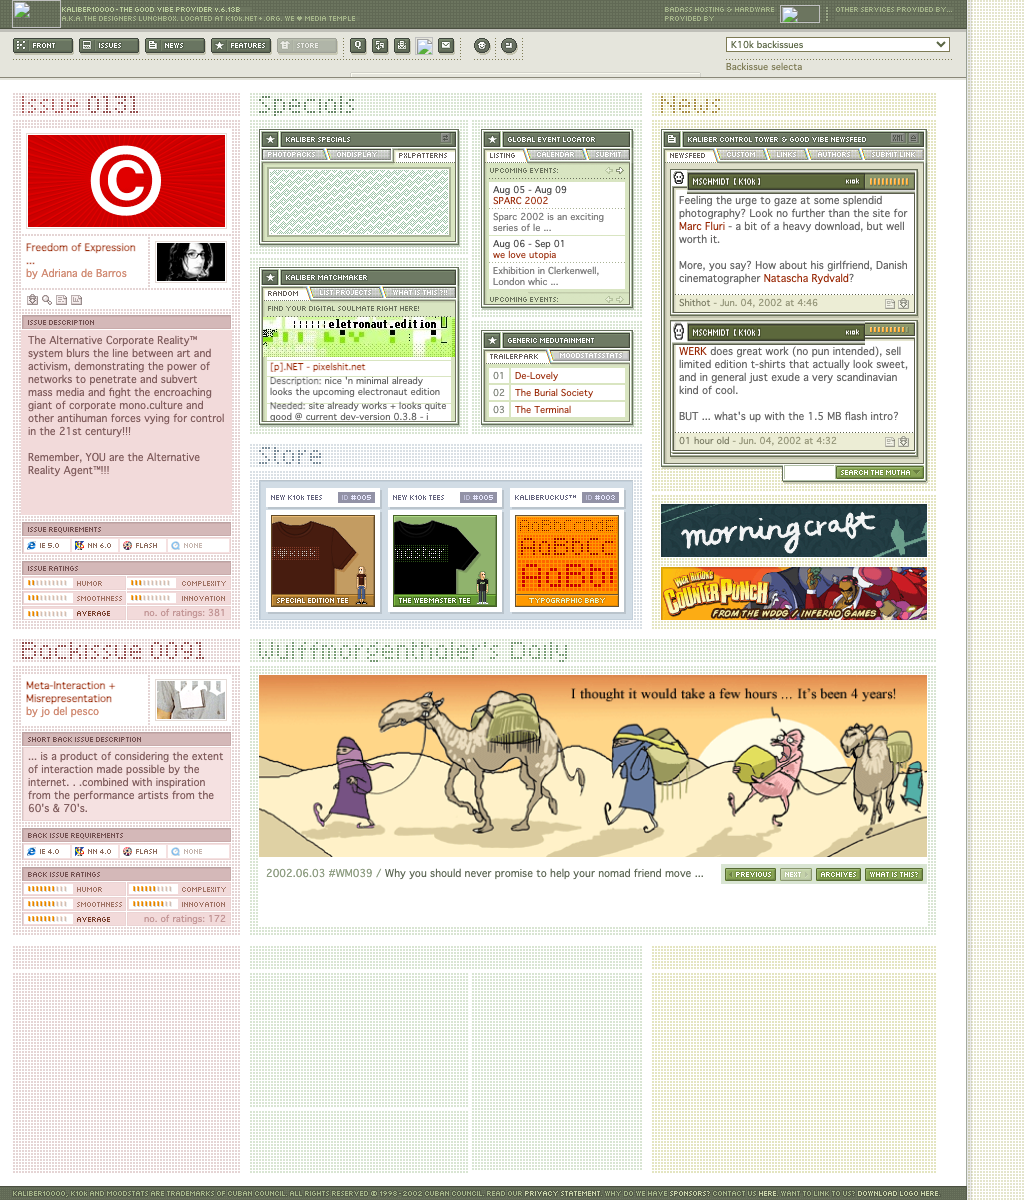 KALIBER10000 - THE GOOD VIBE PROVIDER V.6.13B
A.K.A. THE DESIGNERS LUNCHBOX. LOCATED AT K10K.NET + .ORG. WE ♥ MEDIA TEMPLE
BADASS HOSTING & HARDWARE
PROVIDED BY
OTHER SERVICES PROVIDED BY...
FRONT
ISSUES
NEWS
FEATURES
STORE
K10k backissues
Backissue selecta
Issue 0131
Freedom of Expression
...
by Adriana de Barros
ISSUE DESCRIPTION
The Alternative Corporate Reality™
system blurs the line between art and
activism, demonstrating the power of
networks to penetrate and subvert
mass media and fight the encroaching
giant of corporate mono.culture and
other antihuman forces vying for control
in the 21st century!!!
Remember, YOU are the Alternative
Reality Agent™!!!
ISSUE REQUIREMENTS
IE 5.0
NN 6.0
FLASH
NONE
ISSUE RATINGS
HUMOR
COMPLEXITY
SMOOTHNESS
INNOVATION
AVERAGE
no. of ratings: 381
Specials
KALIBER SPECIALS
PHOTOPACKS
ONDISPLAY
PXLPATTERNS
KALIBER MATCHMAKER
RANDOM
LIST PROJECTS
WHAT IS THIS?!!
FIND YOUR DIGITAL SOULMATE RIGHT HERE!
eletronaut.edition
[p].NET - pixelshit.net
Description: nice 'n minimal already
looks the upcoming electronaut
Needed: site already works + looks quite
good @ current dev-version 0.3.8 - i
GLOBAL EVENT LOCATOR
LISTING
CALENDAR
SUBMIT
UPCOMING EVENTS:
Aug 05 - Aug 09
SPARC 2002
Sparc 2002 is an exciting
series of le ...
Aug 06 - Sep 01
we love utopia
Exhibition in Clerkenwell,
London whic ...
UPCOMING EVENTS:
GENERIC MEDUTAINMENT
TRAILERPARK
MOODSTATSSTATS
01 De-Lovely
02 The Burial Society
03 The Terminal
News
KALIBER CONTROL TOWER & GOOD VIBE NEWSFEED
XML
NEWSFEED
CUSTOM
LINKS
AUTHORS
SUBMIT LINK
MSCHMIDT [ K10K ]
K10K
Feeling the urge to gaze at some splendid
photography? Look no further than the site for
Marc Fluri - a bit of a heavy download, but well
worth it.
More, you say? How about his girlfriend, Danish
cinematographer Natascha Rydvald?
Shithot - Jun. 04, 2002 at 4:46
MSCHMIDT [ K10K ]
K10K
WERK does great work (no pun intended), sell
limited edition t-shirts that actually look sweet,
and in general just exude a very scandinavian
kind of cool.
BUT ... what's up with the 1.5 MB flash intro?
01 hour old - Jun. 04, 2002 at 4:32
SEARCH THE MUTHA
morningcraft
COUNTER PUNCH
FROM THE WDDG / INFERNO GAMES
Store
NEW K10K TEES
ID #005
SPECIAL EDITION TEE
NEW K10K TEES
ID #005
THE WEBMASTER TEE
KALIBERUCKUS™
ID #003
AaBbCcDdE
AaBbCc
AaBb
TYPOGRAPHIC BABY
Backissue 0091
Meta-Interaction +
Misrepresentation
by jo del pesco
SHORT BACK ISSUE DESCRIPTION
... is a product of considering the extent
of interaction made possible by the
internet. . .combined with inspiration
from the performance artists from the
60's & 70's.
BACK ISSUE REQUIREMENTS
IE 4.0
NN 4.0
FLASH
NONE
BACK ISSUE RATINGS
HUMOR
COMPLEXITY
SMOOTHNESS
INNOVATION
AVERAGE
no. of ratings: 172
Wulffmorgenthaler's Daily
I thought it would take a few hours ... It's been 4 years!
2002.06.03 #WM039 / Why you should never promise to help your nomad friend move ...
PREVIOUS
NEXT
ARCHIVES
WHAT IS THIS?
KALIBER10000, K10K AND MOODSTATS ARE TRADEMARKS OF CUBAN COUNCIL. ALL RIGHTS RESERVED © 1998 - 2002 CUBAN COUNCIL. READ OUR PRIVACY STATEMENT. WHY DO WE HAVE SPONSORS? CONTACT US HERE. WANT TO LINK TO US? DOWNLOAD LOGO HERE.